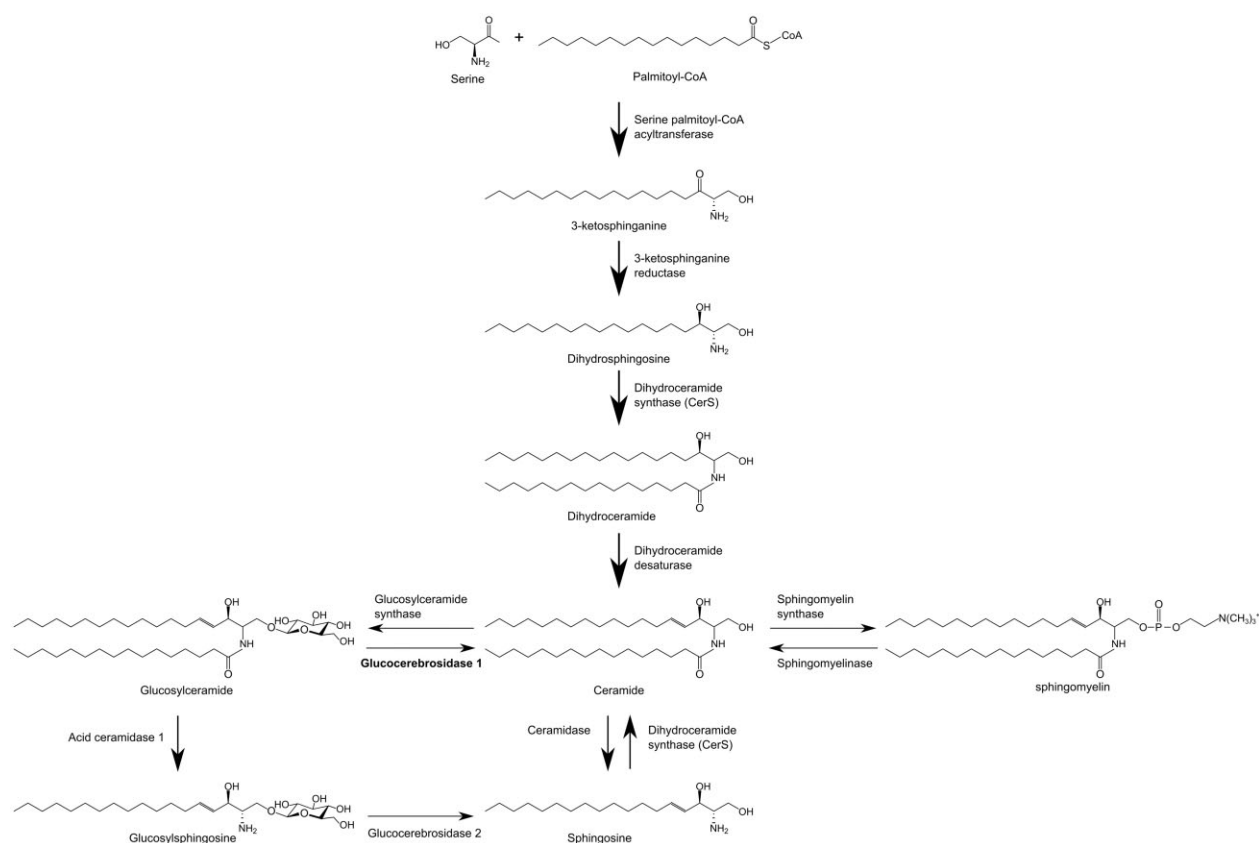 O
HO
NH₂
Serine
+
O
S
CoA
Palmitoyl-CoA
Serine palmitoyl-CoA
acyltransferase
O
OH
NH₂
3-ketosphinganine
3-ketosphinganine
reductase
OH
OH
NH₂
Dihydrosphingosine
Dihydroceramide
synthase (CerS)
OH
OH
NH
O
Dihydroceramide
Dihydroceramide
desaturase
OH
HO
OH
OH
O
O
OH
NH
O
Glucosylceramide
Glucosylceramide
synthase
Glucocerebrosidase 1
OH
OH
NH
O
Ceramide
Sphingomyelin
synthase
Sphingomyelinase
OH
O
O
P
O
O⁻
N(CH₃)₃⁺
NH
O
sphingomyelin
Acid ceramidase 1
Ceramidase
Dihydroceramide
synthase (CerS)
OH
HO
OH
OH
O
O
OH
NH₂
Glucosylsphingosine
Glucocerebrosidase 2
OH
OH
NH₂
Sphingosine